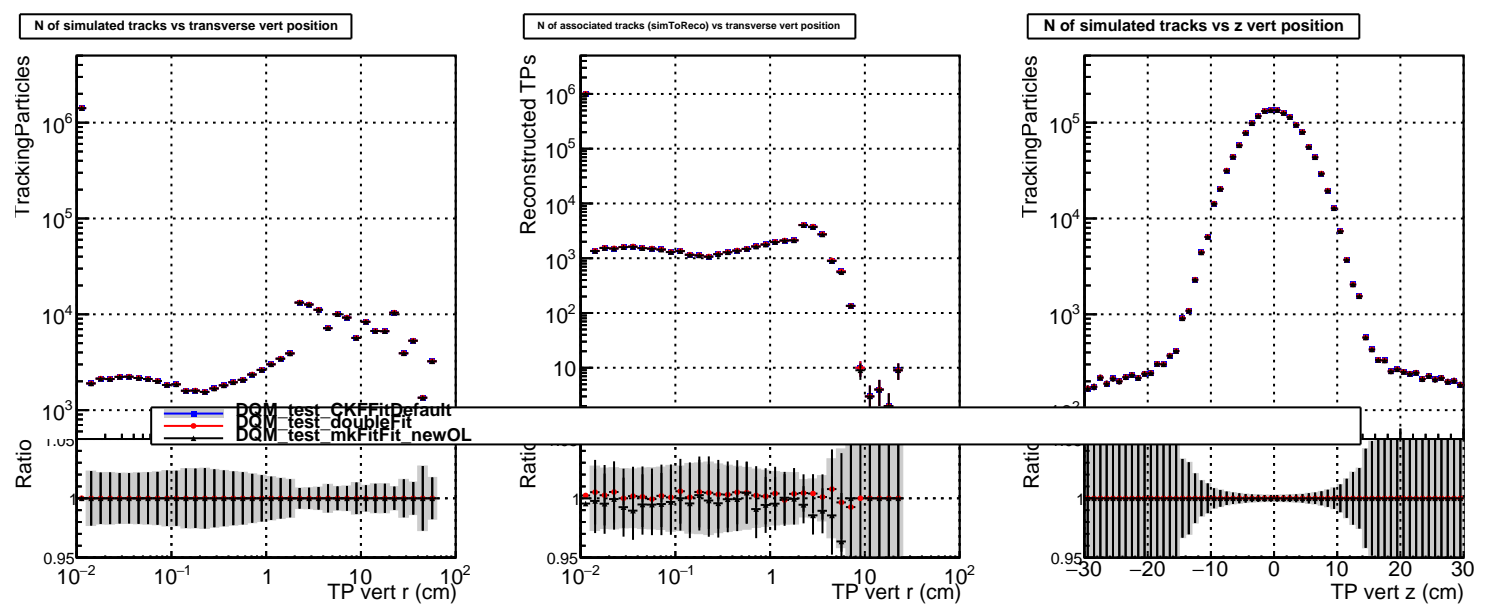 N of simulated tracks vs transverse vert position
TrackingParticles
10^6
10^5
10^4
10^3
Ratio
1.05
1
0.95
10^−2 10^−1 1 10 10^2
TP vert r (cm)
N of associated tracks (simToReco) vs transverse vert position
Reconstructed TPs
10^6
10^5
10^4
10^3
10^2
10
Ratio
1
0.95
10^−2 10^−1 1 10 10^2
TP vert r (cm)
N of simulated tracks vs z vert position
TrackingParticles
10^5
10^4
10^3
Ratio
1
0.95
−30 −20 −10 0 10 20 30
TP vert z (cm)
DQM_test_CKFFitDefault
DQM_test_doubleFit
DQM_test_mkFitFit_newOL